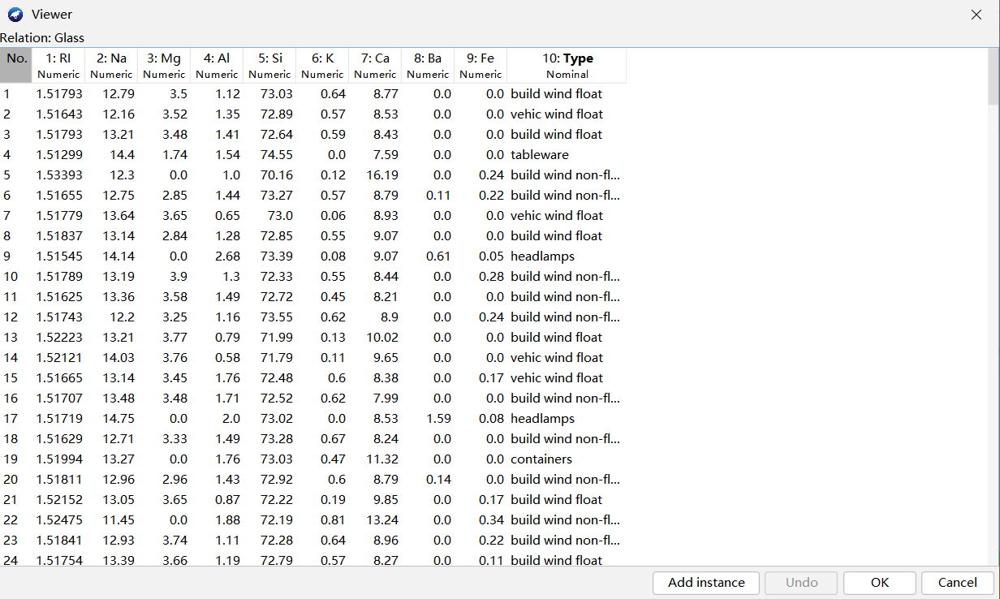 Viewer
Relation: Glass
No. 1: RI 2: Na 3: Mg 4: Al 5: Si 6: K 7: Ca 8: Ba 9: Fe 10: Type
Numeric Numeric Numeric Numeric Numeric Numeric Numeric Numeric Numeric Nominal
1 1.51793 12.79 3.5 1.12 73.03 0.64 8.77 0.0 0.0 build wind float
2 1.51643 12.16 3.52 1.35 72.89 0.57 8.53 0.0 0.0 vehic wind float
3 1.51793 13.21 3.48 1.41 72.64 0.59 8.43 0.0 0.0 build wind float
4 1.51299 14.4 1.74 1.54 74.55 0.0 7.59 0.0 0.0 tableware
5 1.53393 12.3 0.0 1.0 70.16 0.12 16.19 0.0 0.24 build wind non-fl...
6 1.51655 12.75 2.85 1.44 73.27 0.57 8.79 0.11 0.22 build wind non-fl...
7 1.51779 13.64 3.65 0.65 73.0 0.06 8.93 0.0 0.0 vehic wind float
8 1.51837 13.14 2.84 1.28 72.85 0.55 9.07 0.0 0.0 build wind float
9 1.51545 14.14 0.0 2.68 73.39 0.08 9.07 0.61 0.05 headlamps
10 1.51789 13.19 3.9 1.3 72.33 0.55 8.44 0.0 0.28 build wind non-fl...
11 1.51625 13.36 3.58 1.49 72.72 0.45 8.21 0.0 0.0 build wind non-fl...
12 1.51743 12.2 3.25 1.16 73.55 0.62 8.9 0.0 0.24 build wind non-fl...
13 1.52223 13.21 3.77 0.79 71.99 0.13 10.02 0.0 0.0 build wind float
14 1.52121 14.03 3.76 0.58 71.79 0.11 9.65 0.0 0.0 vehic wind float
15 1.51665 13.14 3.45 1.76 72.48 0.6 8.38 0.0 0.17 vehic wind float
16 1.51707 13.48 3.48 1.71 72.52 0.62 7.99 0.0 0.0 build wind non-fl...
17 1.51719 14.75 0.0 2.0 73.02 0.0 8.53 1.59 0.08 headlamps
18 1.51629 12.71 3.33 1.49 73.28 0.67 8.24 0.0 0.0 build wind non-fl...
19 1.51994 13.27 0.0 1.76 73.03 0.47 11.32 0.0 0.0 containers
20 1.51811 12.96 2.96 1.43 72.92 0.6 8.79 0.14 0.0 build wind non-fl...
21 1.52152 13.05 3.65 0.87 72.22 0.19 9.85 0.0 0.17 build wind float
22 1.52475 11.45 0.0 1.88 72.19 0.81 13.24 0.0 0.34 build wind non-fl...
23 1.51841 12.93 3.74 1.11 72.28 0.64 8.96 0.0 0.22 build wind non-fl...
24 1.51754 13.39 3.66 1.19 72.79 0.57 8.27 0.0 0.11 build wind float
Add instance Undo OK Cancel